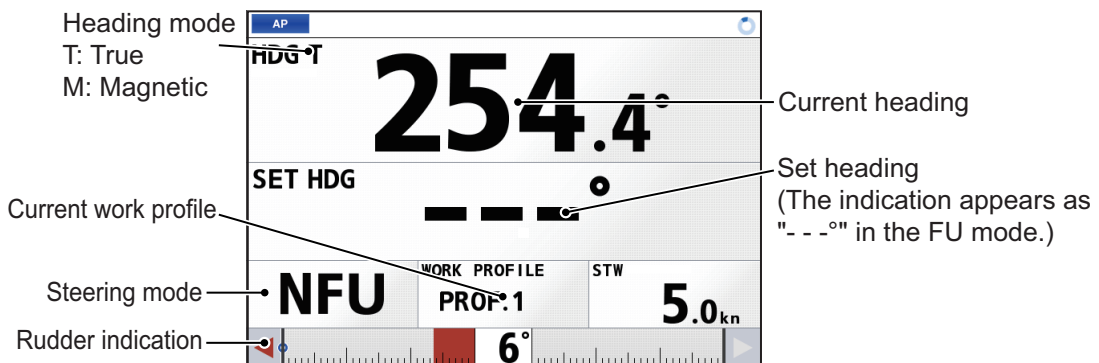 Heading mode
T: True
M: Magnetic
AP
HDG T
254.4°
Current heading
SET HDG
---°
Set heading
(The indication appears as
"- - -°" in the FU mode.)
Current work profile
Steering mode
NFU
WORK PROFILE
PROF.1
STW
5.0kn
Rudder indication
6°